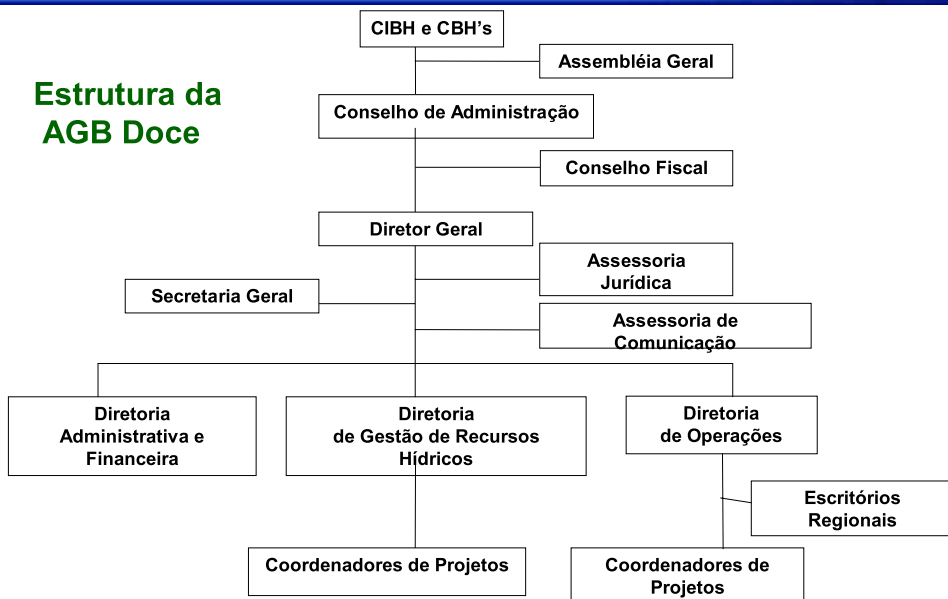 CIBH e CBH's
Assembléia Geral
Estrutura da
AGB Doce
Conselho de Administração
Conselho Fiscal
Diretor Geral
Assessoria
Jurídica
Secretaria Geral
Assessoria de
Comunicação
Diretoria
Administrativa e
Financeira
Diretoria
de Gestão de Recursos
Hídricos
Diretoria
de Operações
Escritórios
Regionais
Coordenadores de Projetos
Coordenadores de
Projetos